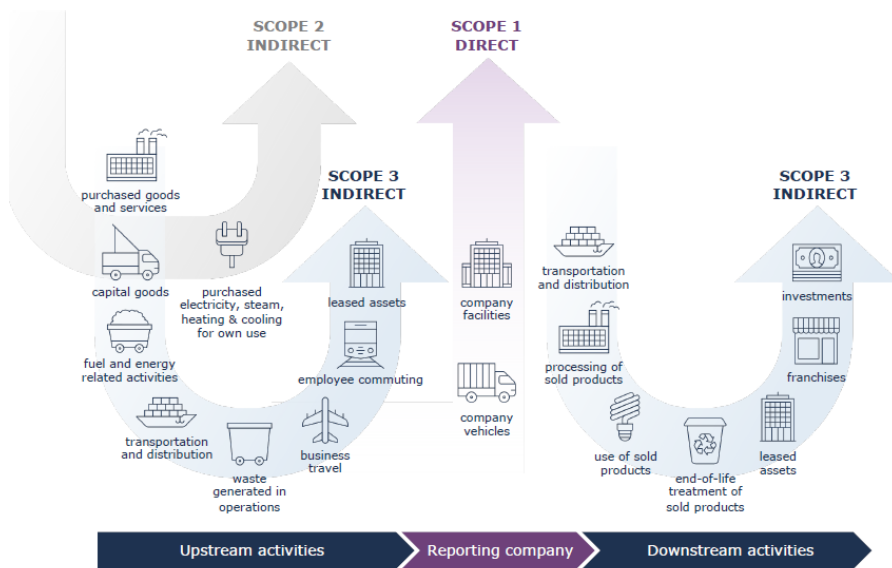 SCOPE 2
INDIRECT
SCOPE 1
DIRECT
purchased goods
and services
SCOPE 3
INDIRECT
SCOPE 3
INDIRECT
capital goods
purchased
electricity, steam,
heating & cooling
for own use
leased assets
company
facilities
transportation
and distribution
investments
fuel and energy
related activities
employee commuting
processing of
sold products
franchises
transportation
and distribution
waste
generated in
operations
business
travel
company
vehicles
use of sold
products
end-of-life
treatment of
sold products
leased
assets
Upstream activities
Reporting company
Downstream activities